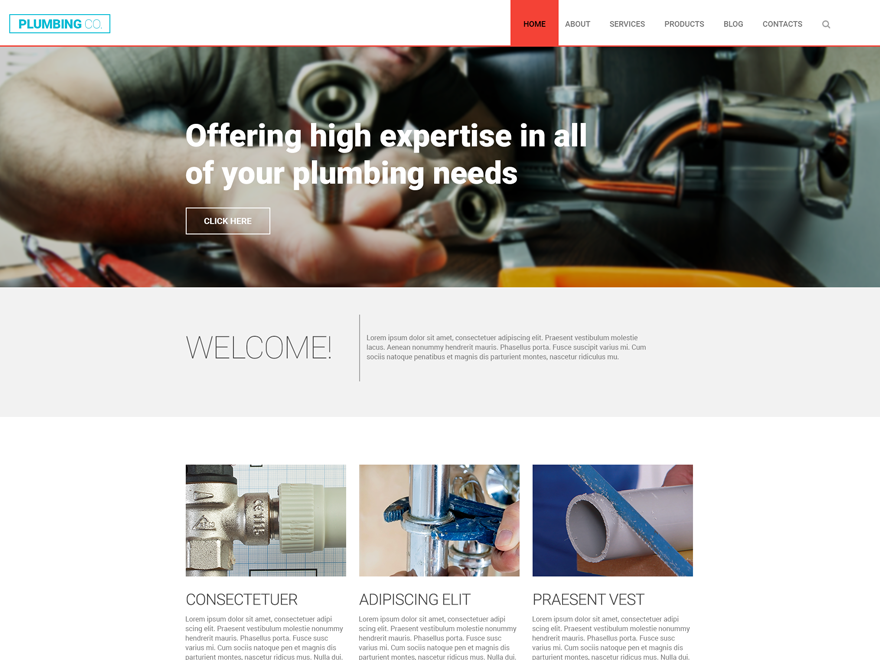 PLUMBING CO.
HOME ABOUT SERVICES PRODUCTS BLOG CONTACTS
Offering high expertise in all
of your plumbing needs
CLICK HERE
WELCOME!
Lorem ipsum dolor sit amet, consectetuer adipiscing elit. Praesent vestibulum molestie
lacus. Aenean nonummy hendrerit mauris. Phasellus porta. Fusce suscipit varius mi. Cum
sociis natoque penatibus et magnis dis parturient montes, nascetur ridiculus mu.
CONSECTETUER
Lorem ipsum dolor sit amet, consectetuer adipi
scing elit. Praesent vestibulum molestie nonummy
hendrerit mauris. Phasellus porta. Fusce susc
varius mi. Cum sociis natoque pen et magnis dis
parturient montes, nascetur ridiculus mus. Nulla dui.
ADIPISCING ELIT
Lorem ipsum dolor sit amet, consectetuer adipi
scing elit. Praesent vestibulum molestie nonummy
hendrerit mauris. Phasellus porta. Fusce susc
varius mi. Cum sociis natoque pen et magnis dis
parturient montes, nascetur ridiculus mus. Nulla dui.
PRAESENT VEST
Lorem ipsum dolor sit amet, consectetuer adipi
scing elit. Praesent vestibulum molestie nonummy
hendrerit mauris. Phasellus porta. Fusce susc
varius mi. Cum sociis natoque pen et magnis dis
parturient montes, nascetur ridiculus mus. Nulla dui.